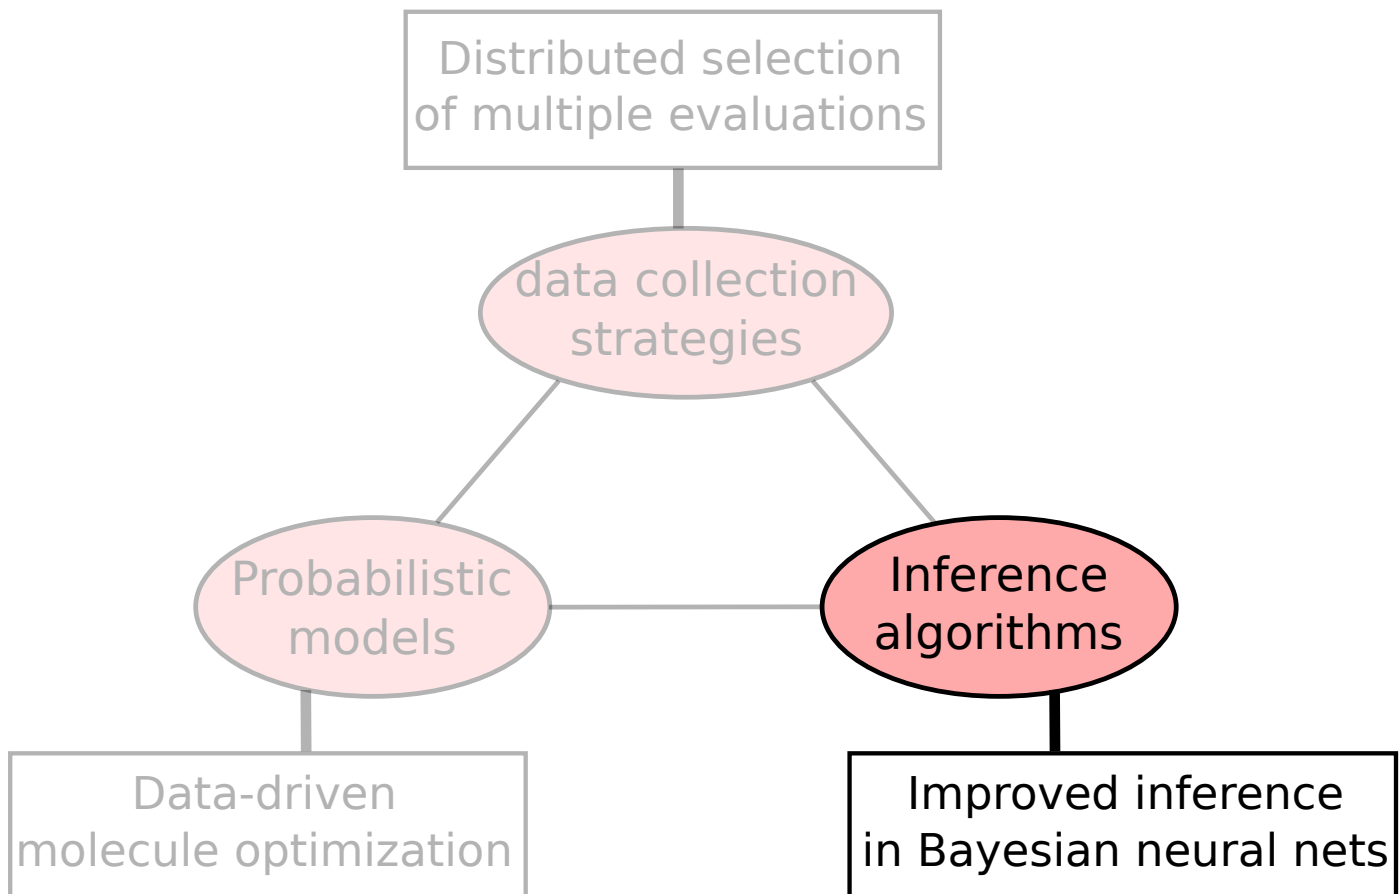 Distributed selection
of multiple evaluations
data collection
strategies
Probabilistic
models
Inference
algorithms
Data-driven
molecule optimization
Improved inference
in Bayesian neural nets